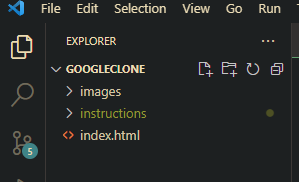 File Edit Selection View Go Run
EXPLORER
GOOGLECLONE
images
instructions
index.html
5